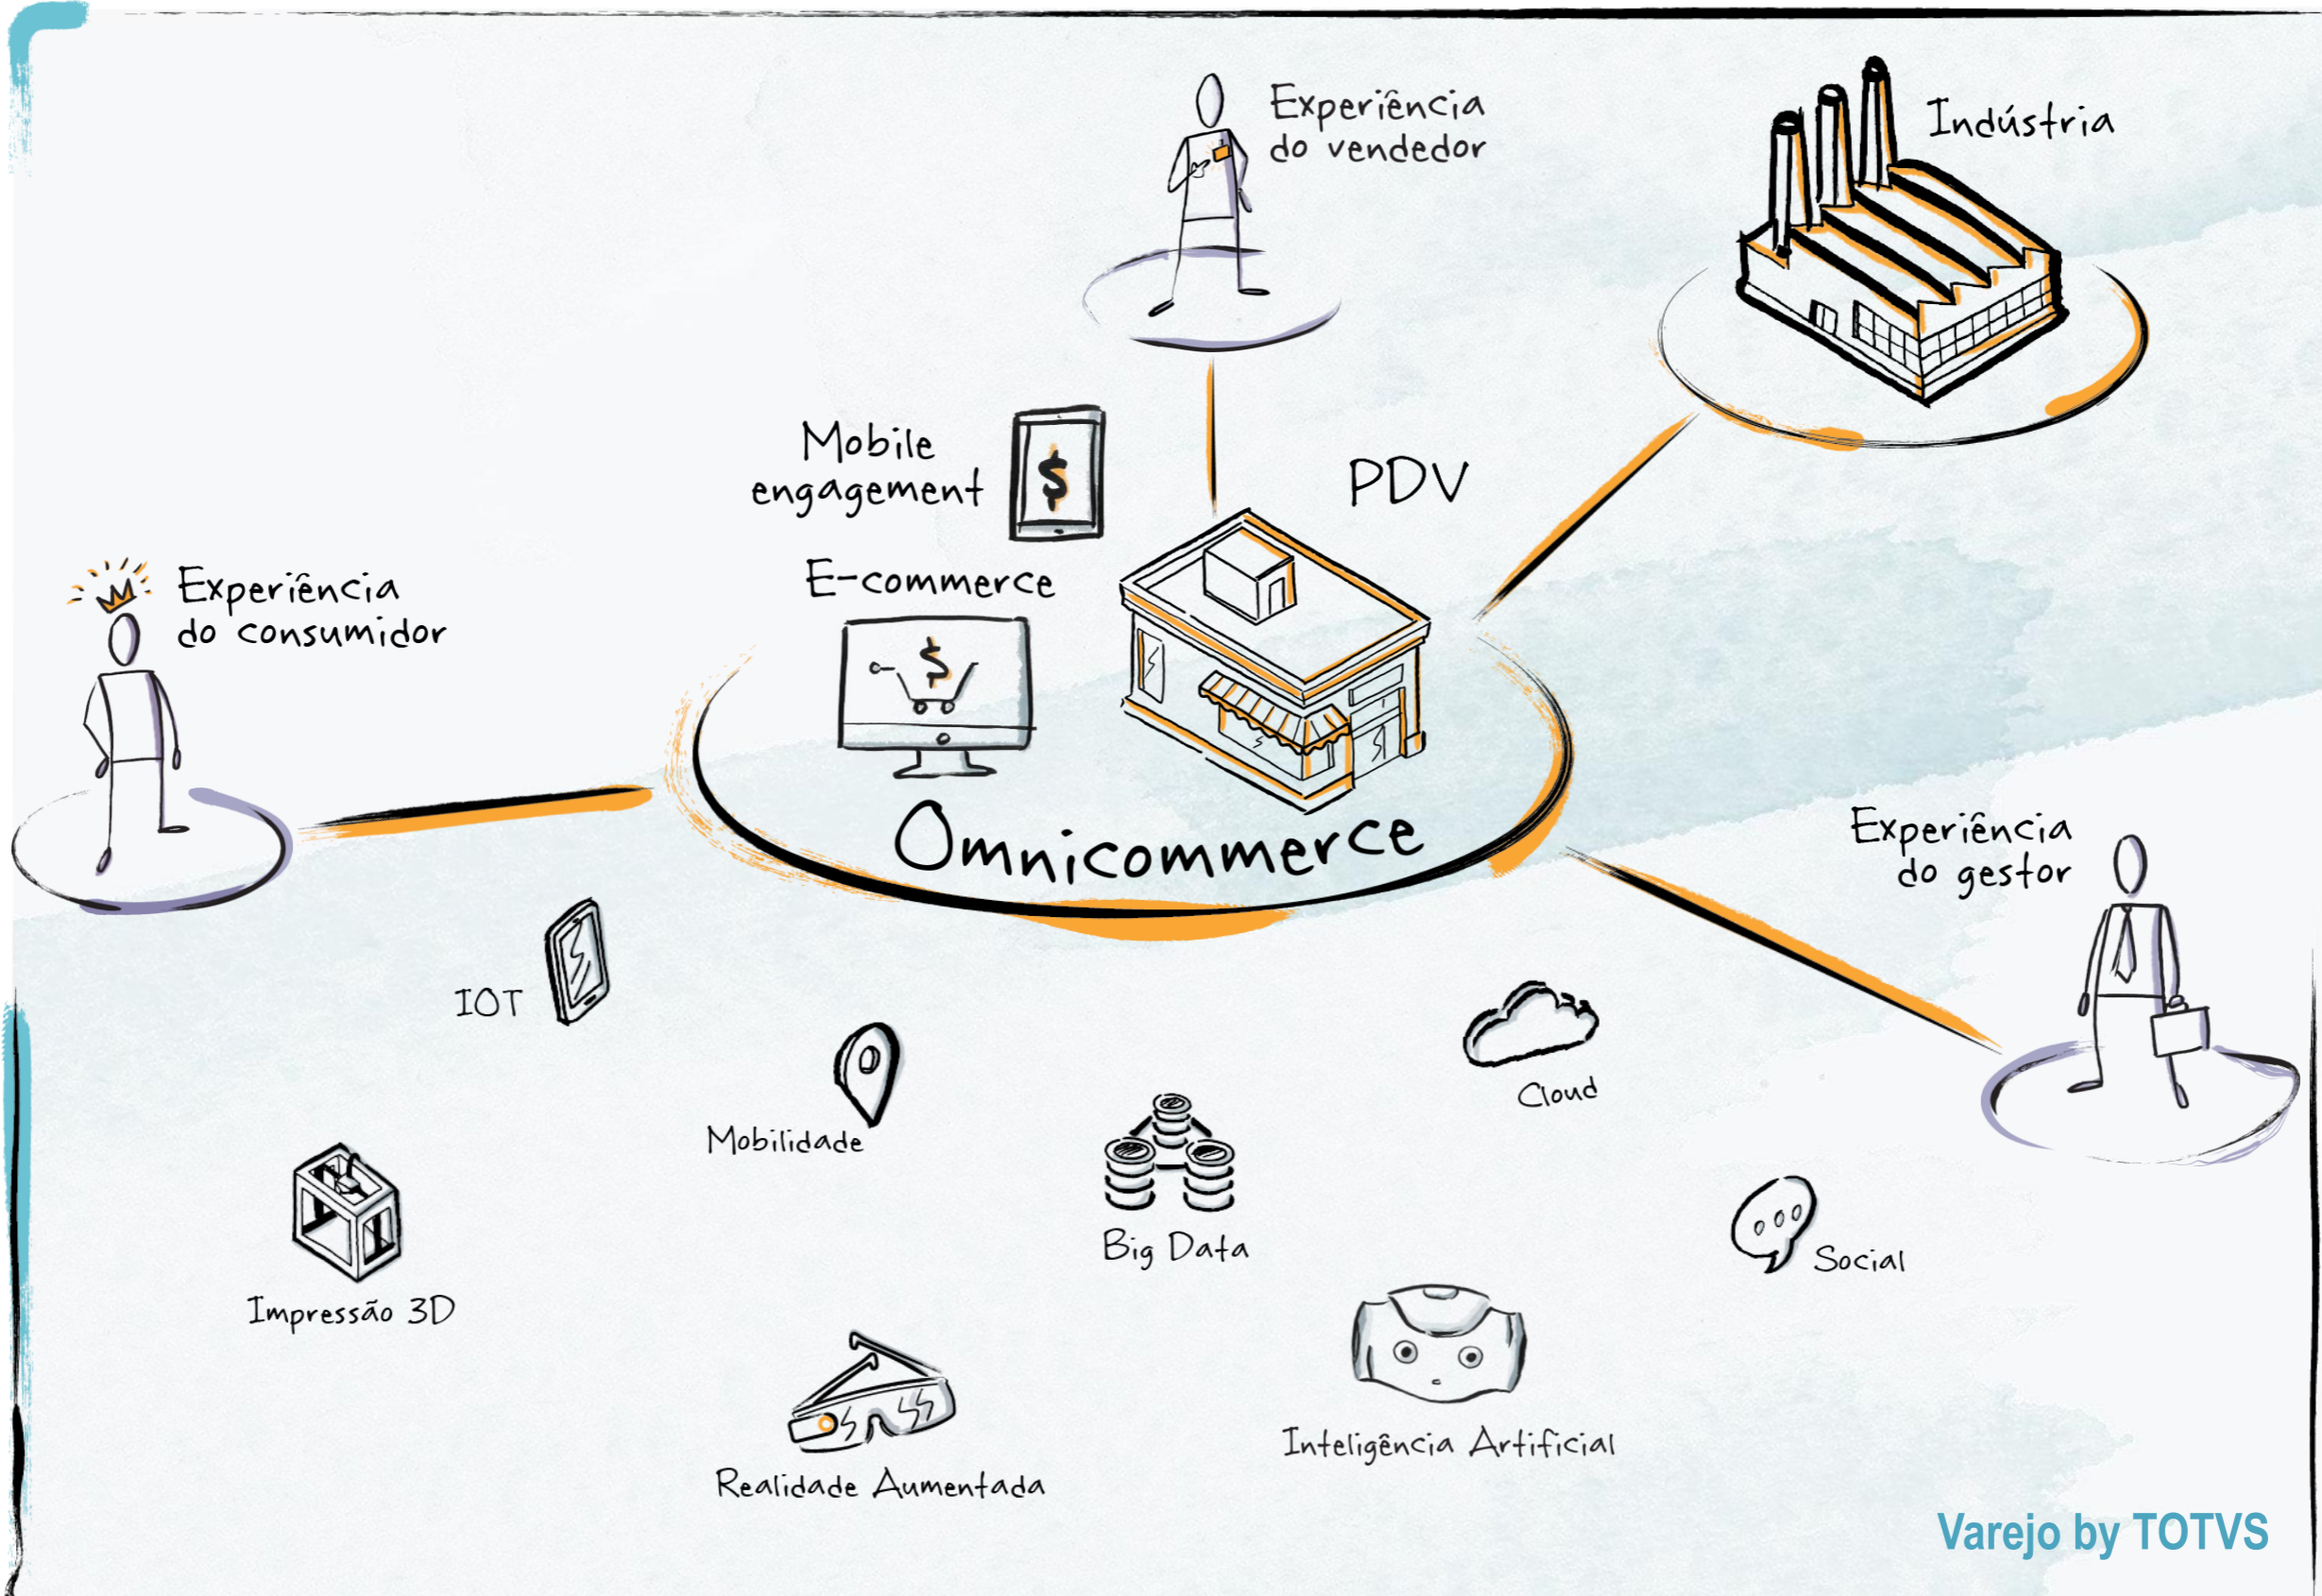 Experiência
do vendedor
Indústria
Mobile
engagement
PDV
E-commerce
Experiência
do consumidor
Omnicommerce
Experiência
do gestor
IOT
Cloud
Mobilidade
Big Data
Social
Impressão 3D
Inteligência Artificial
Realidade Aumentada
Varejo by TOTVS